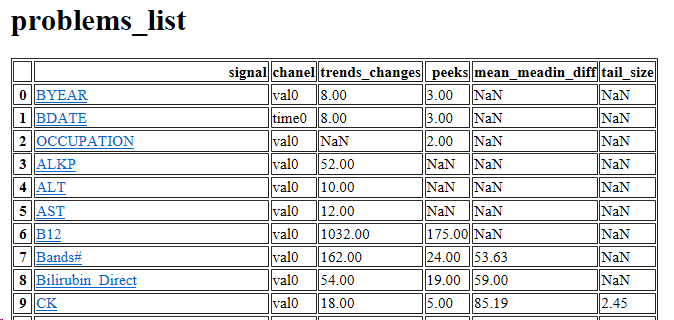 problems_list
signal chanel trends_changes peeks mean_meadin_diff tail_size
0 BYEAR val0 8.00 3.00 NaN NaN
1 BDATE time0 8.00 3.00 NaN NaN
2 OCCUPATION val0 NaN 2.00 NaN NaN
3 ALKP val0 52.00 NaN NaN NaN
4 ALT val0 10.00 NaN NaN NaN
5 AST val0 12.00 NaN NaN NaN
6 B12 val0 1032.00 175.00 NaN NaN
7 Bands# val0 162.00 24.00 53.63 NaN
8 Bilirubin_Direct val0 54.00 19.00 59.00 NaN
9 CK val0 18.00 5.00 85.19 2.45